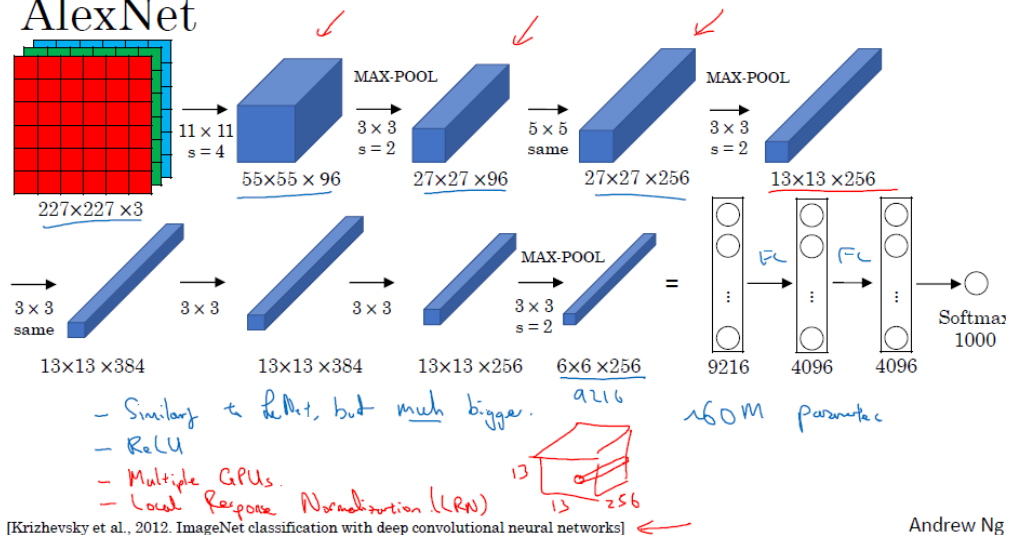 AlexNet
MAX-POOL
MAX-POOL
11 × 11
s = 4
3 × 3
s = 2
5 × 5
same
3 × 3
s = 2
227×227 ×3
55×55 × 96
27×27 ×96
27×27 ×256
13×13 ×256
MAX-POOL
FC
FC
=
3 × 3
same
3 × 3
3 × 3
3 × 3
s = 2
Softmax
1000
13×13 ×384
13×13 ×384
13×13 ×256
6×6 ×256
9216
4096
4096
9216
- Similar to LeNet, but much bigger.
~60M
- ReLU
- Multiple GPUs.
- Local Response Normalization (LRN)
13
13
256
[Krizhevsky et al., 2012. ImageNet classification with deep convolutional neural networks]
Andrew Ng